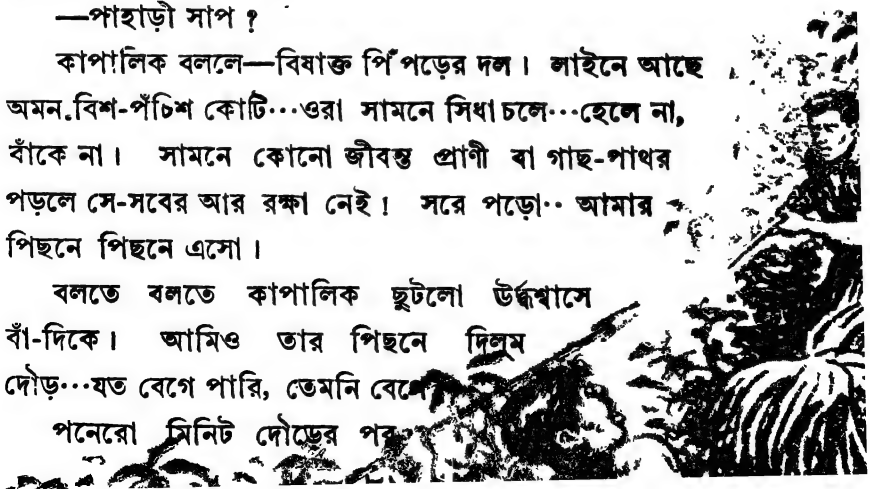 —পাহাড়ী সাপ ?
কাপালিক বললে—বিষাক্ত পিঁপড়ের দল। লাইনে আছে
অমন.বিশ-পঁচিশ কোটি···ওরা সামনে সিধা চলে···হেলে না,
বাঁকে না। সামনে কোনো জীবন্ত প্রাণী বা গাছ-পাথর
পড়লে সে-সবের আর রক্ষা নেই! সরে পড়ো·· আমার
পিছনে পিছনে এসো।
বলতে বলতে কাপালিক ছুটলো ঊর্দ্ধশ্বাসে
বাঁ-দিকে। আমিও তার পিছনে দিলুম
দৌড়···যত বেগে পারি, তেমনি বেগে
পনেরো মিনিট দৌড়ের পর